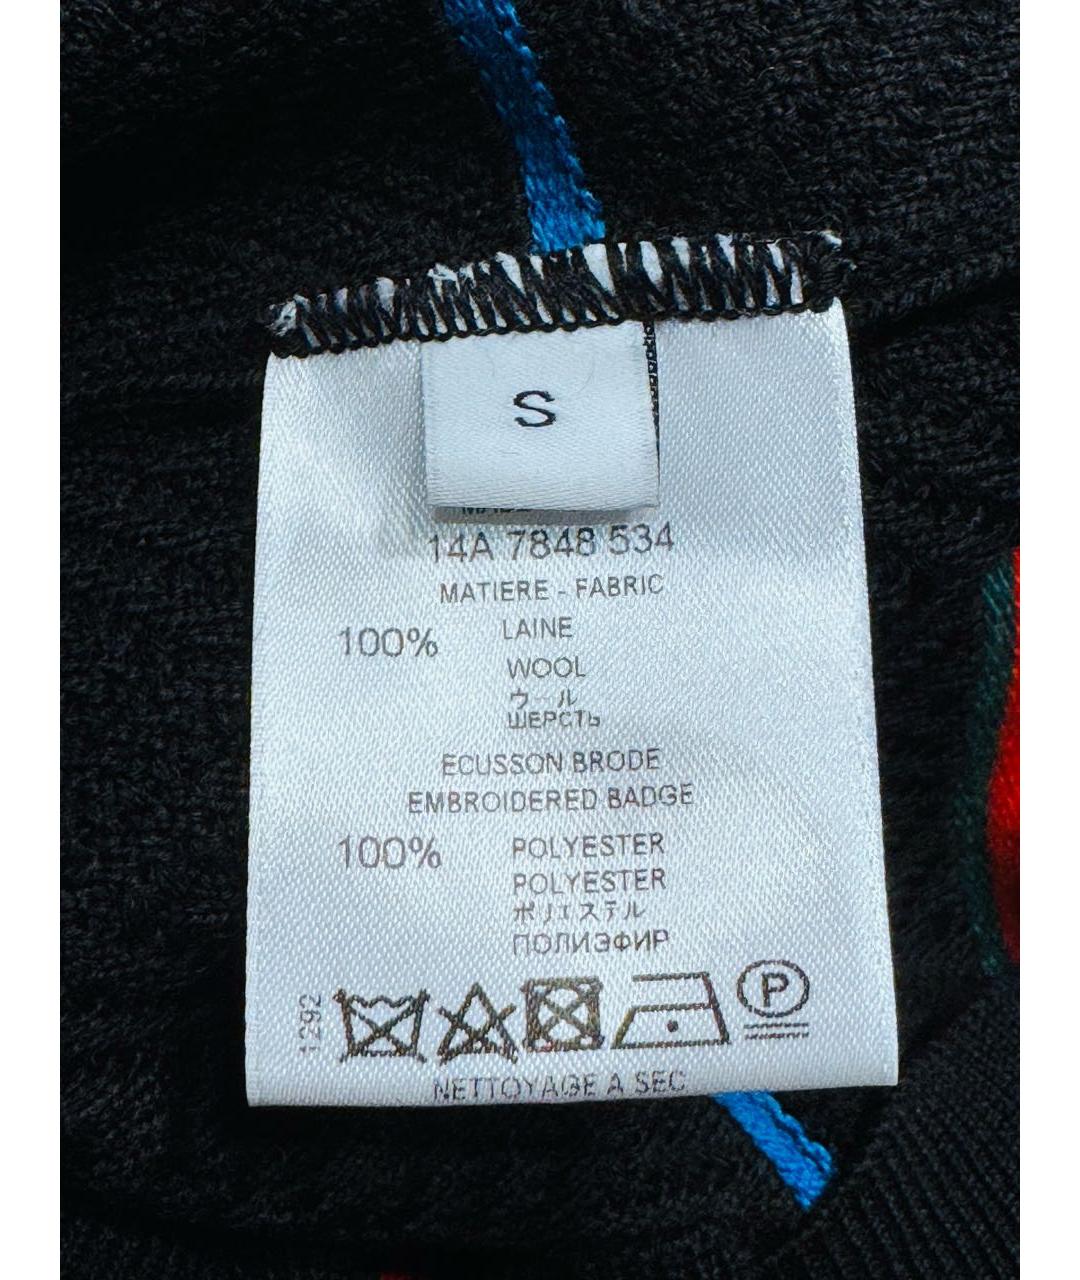 S
14A 7848 534
MATIERE - FABRIC
100% LAINE
WOOL
ウール
ШЕРСТЬ
ECUSSON BRODE
EMBROIDERED BADGE
100% POLYESTER
POLYESTER
ポリエステル
ПОЛИЭФИР
1292
P
NETTOYAGE A SEC